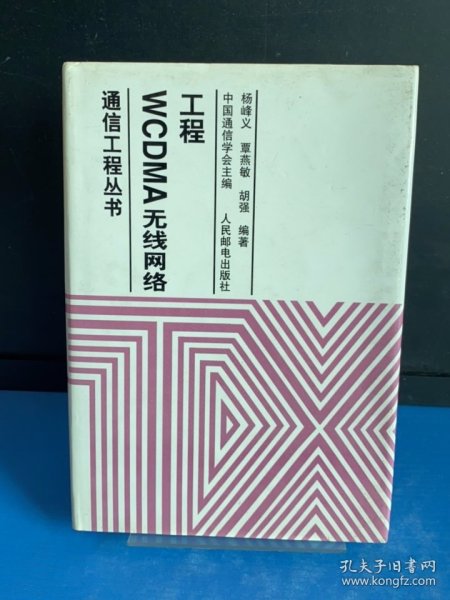 通信工程丛书
WCDMA无线网络
工程
中国通信学会主编 人民邮电出版社
杨峰义 覃燕敏 胡强 编著
TX
孔夫子旧书网
www.kongfz.com